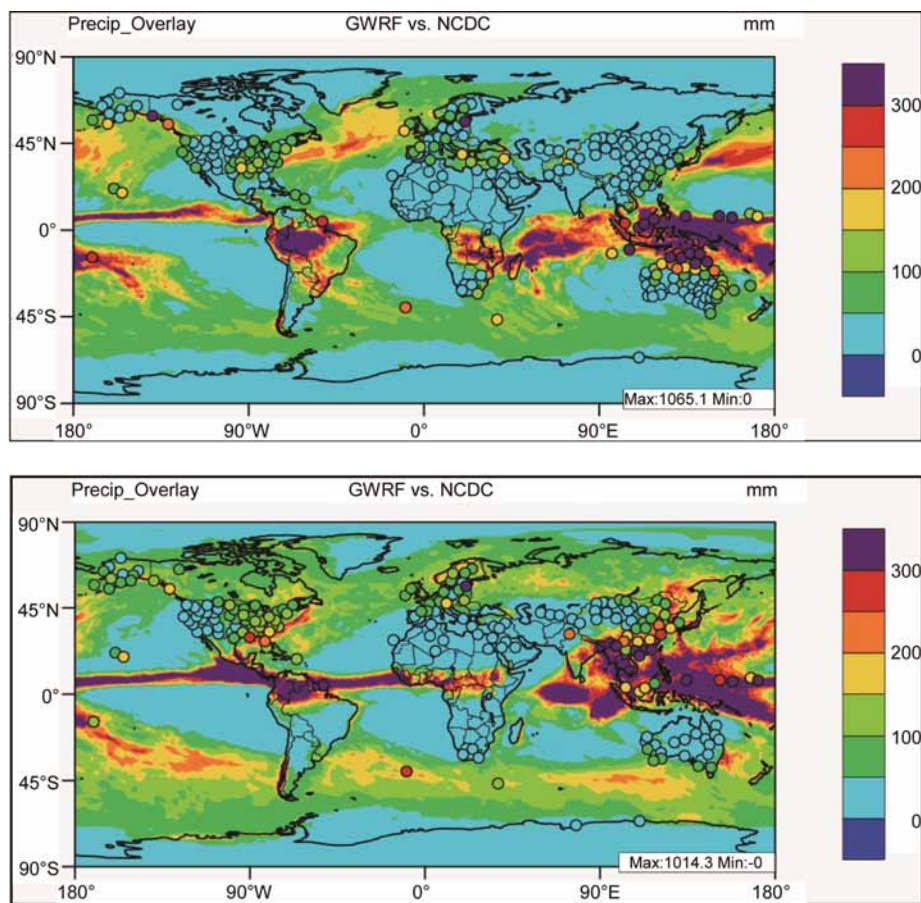 Precip_Overlay GWRF vs. NCDC mm
90°N
45°N
0°
45°S
90°S
180° 90°W 0° 90°E 180°
Max:1065.1 Min:0
300
200
100
0
Precip_Overlay GWRF vs. NCDC mm
90°N
45°N
0°
45°S
90°S
180° 90°W 0° 90°E 180°
Max:1014.3 Min:-0
300
200
100
0